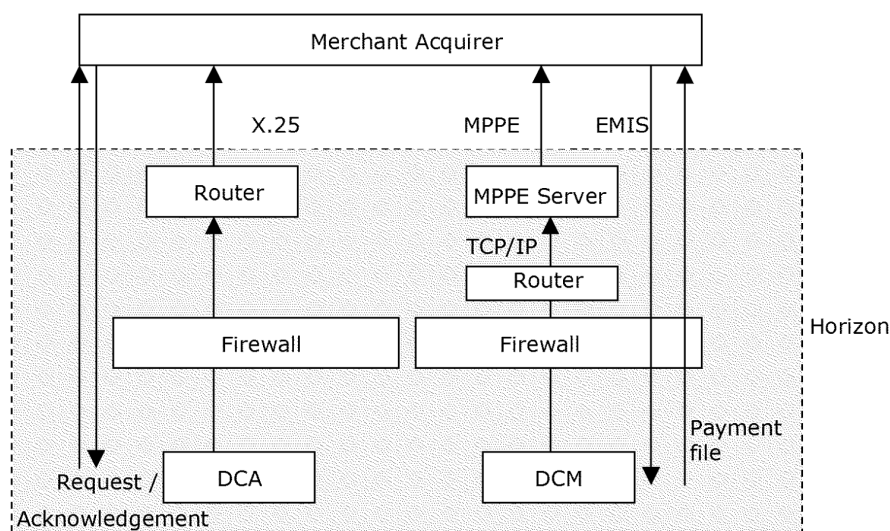 Merchant Acquirer
X.25
MPPE
EMIS
Router
MPPE Server
TCP/IP
Router
Horizon
Firewall
Firewall
Payment
file
DCA
DCM
Request /
Acknowledgement